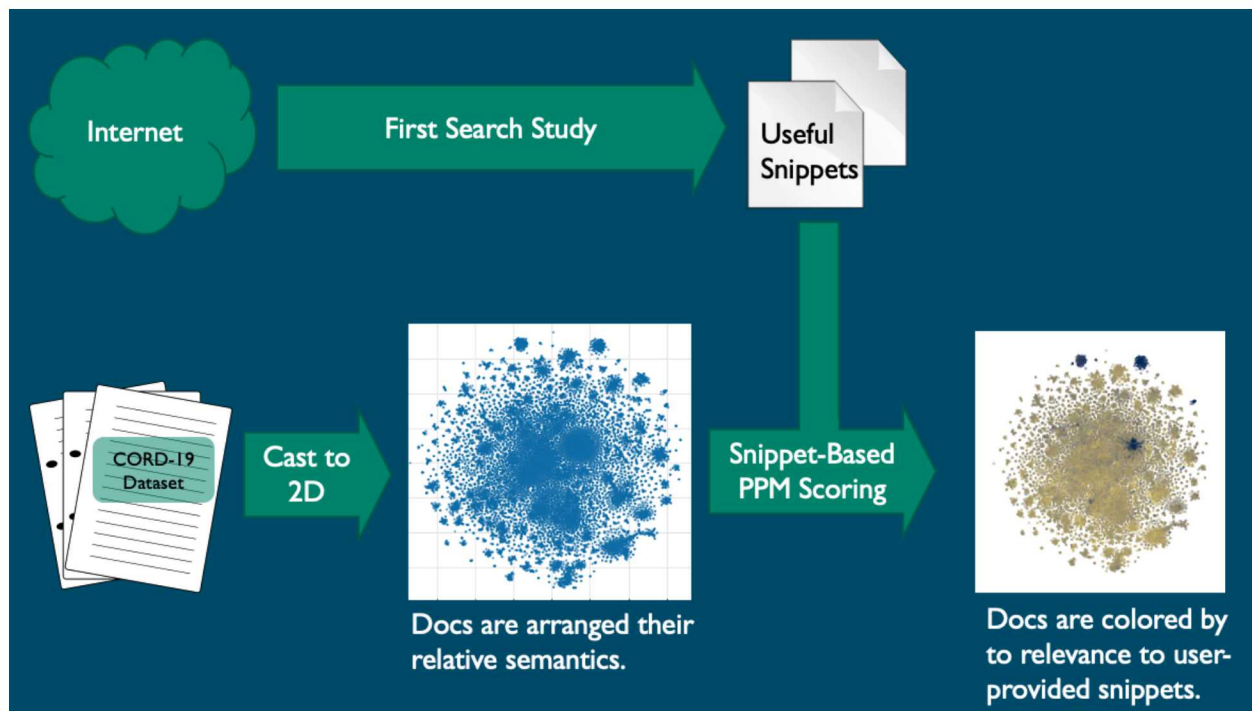 Internet
First Search Study
Useful
Snippets
CORD-19
Dataset
Cast to
2D
Snippet-Based
PPM Scoring
Docs are arranged their
relative semantics.
Docs are colored by
to relevance to user-
provided snippets.